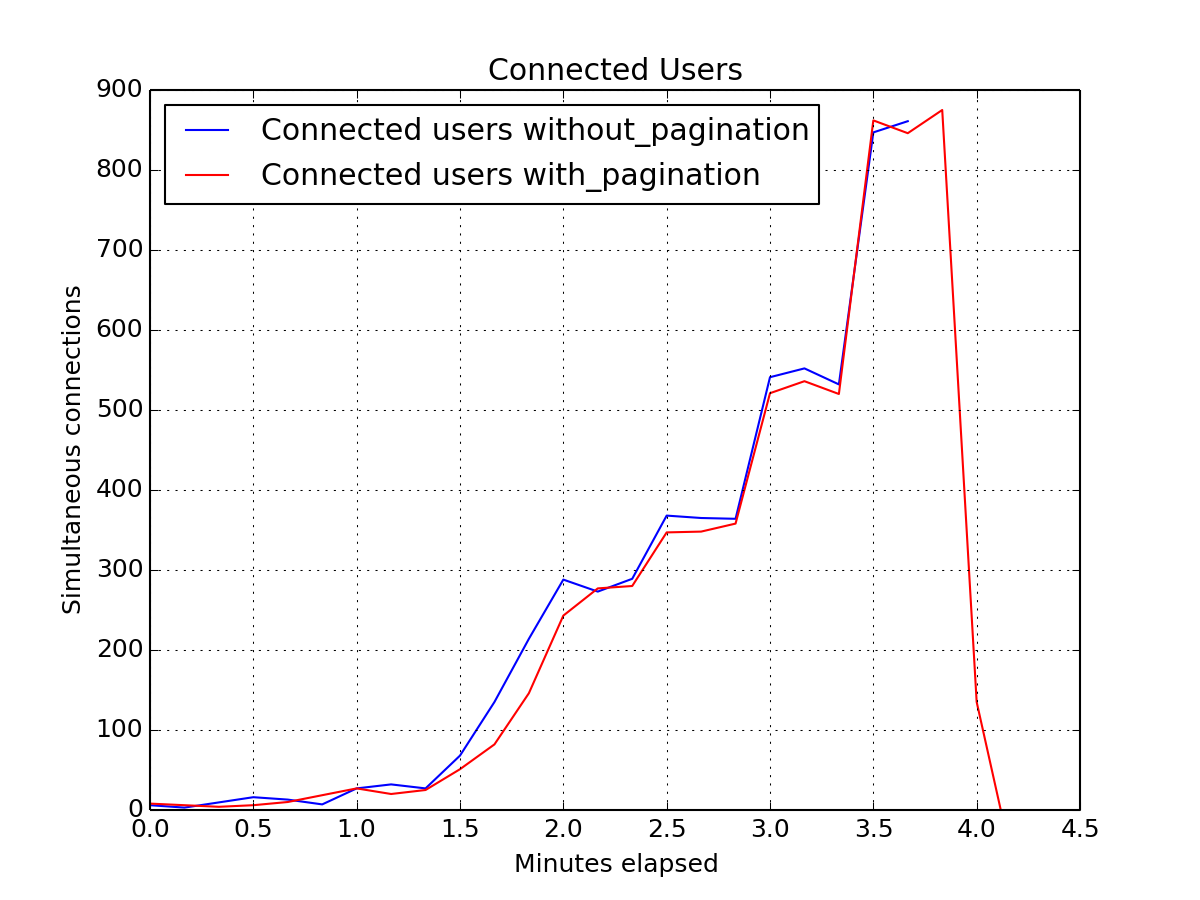 Connected Users
900
Connected users without_pagination
Connected users with_pagination
800
700
600
500
400
300
200
100
0
Simultaneous connections
0.0 0.5 1.0 1.5 2.0 2.5 3.0 3.5 4.0 4.5
Minutes elapsed